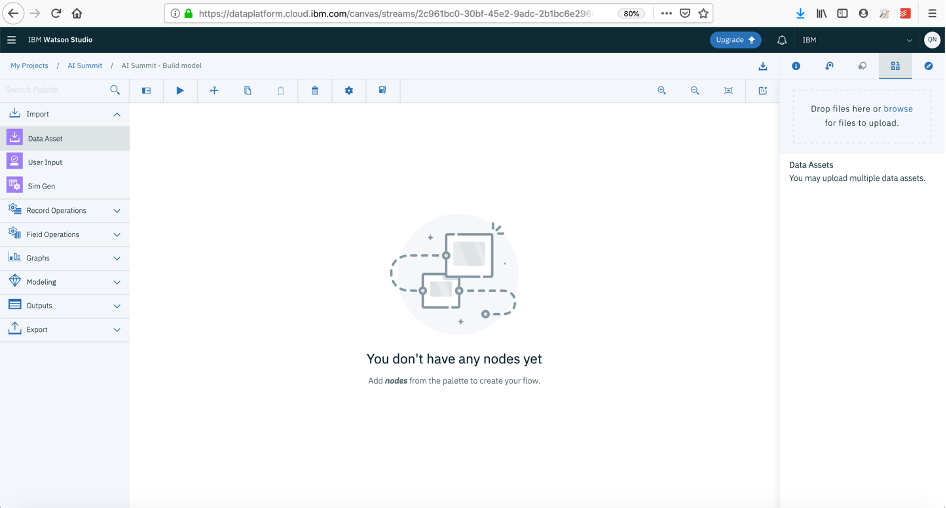 https://dataplatform.cloud.ibm.com/canvas/streams/2c961bc0-30bf-45e2-9adc-2b1bc6e296
80%
IBM Watson Studio
Upgrade
IBM
QN
My Projects / AI Summit / AI Summit - Build model
Search Palette
Import
Data Asset
User Input
Sim Gen
Record Operations
Field Operations
Graphs
Modeling
Outputs
Export
You don't have any nodes yet
Add nodes from the palette to create your flow.
Drop files here or browse
for files to upload.
Data Assets
You may upload multiple data assets.